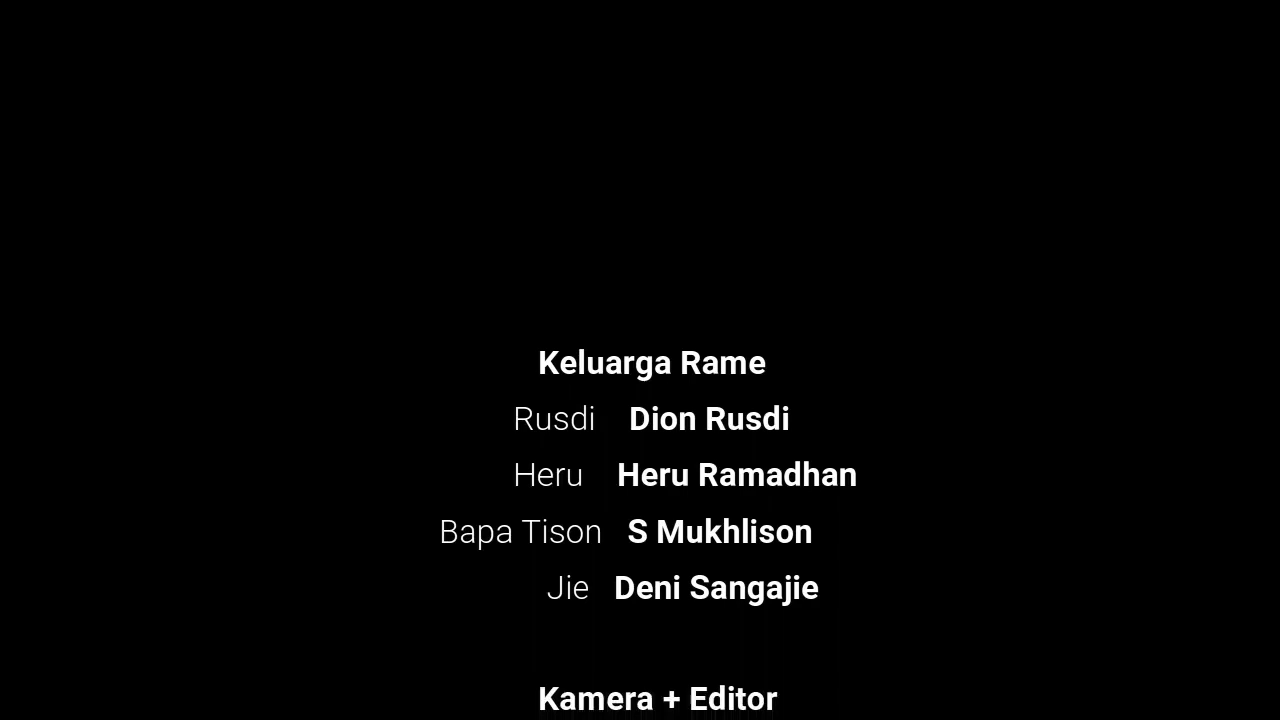 Keluarga Rame
Rusdi Dion Rusdi
Heru Heru Ramadhan
Bapa Tison S Mukhlison
Jie Deni Sangajie
Kamera + Editor